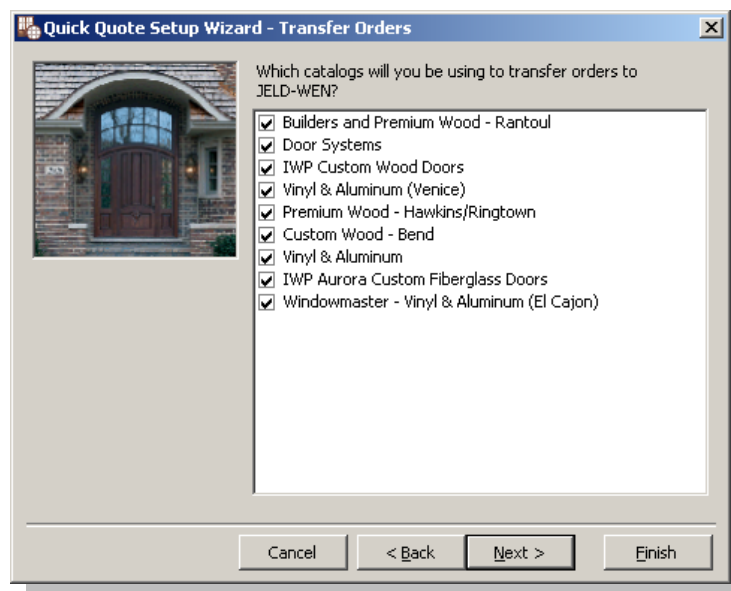 Quick Quote Setup Wizard - Transfer Orders
Which catalogs will you be using to transfer orders to
JELD-WEN?
Builders and Premium Wood - Rantoul
Door Systems
IWP Custom Wood Doors
Vinyl & Aluminum (Venice)
Premium Wood - Hawkins/Ringtown
Custom Wood - Bend
Vinyl & Aluminum
IWP Aurora Custom Fiberglass Doors
Windowmaster - Vinyl & Aluminum (El Cajon)
Cancel < Back Next > Finish